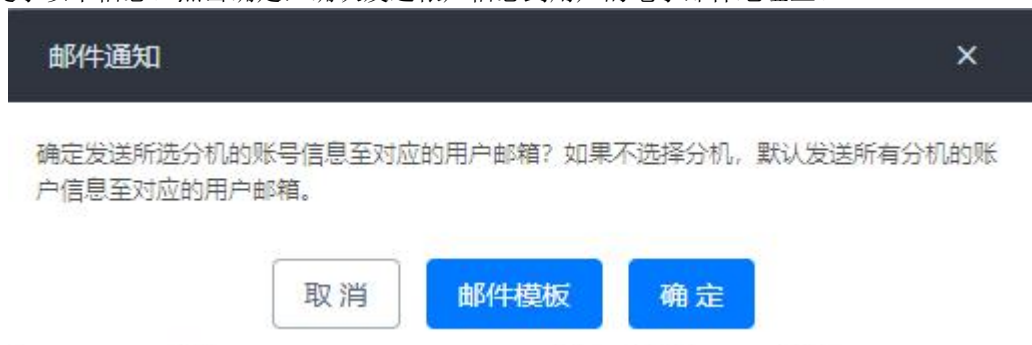 邮件通知
确定发送所选分机的账号信息至对应的用户邮箱?如果不选择分机，默认发送所有分机的账
户信息至对应的用户邮箱。
取 消
邮件模板
确 定